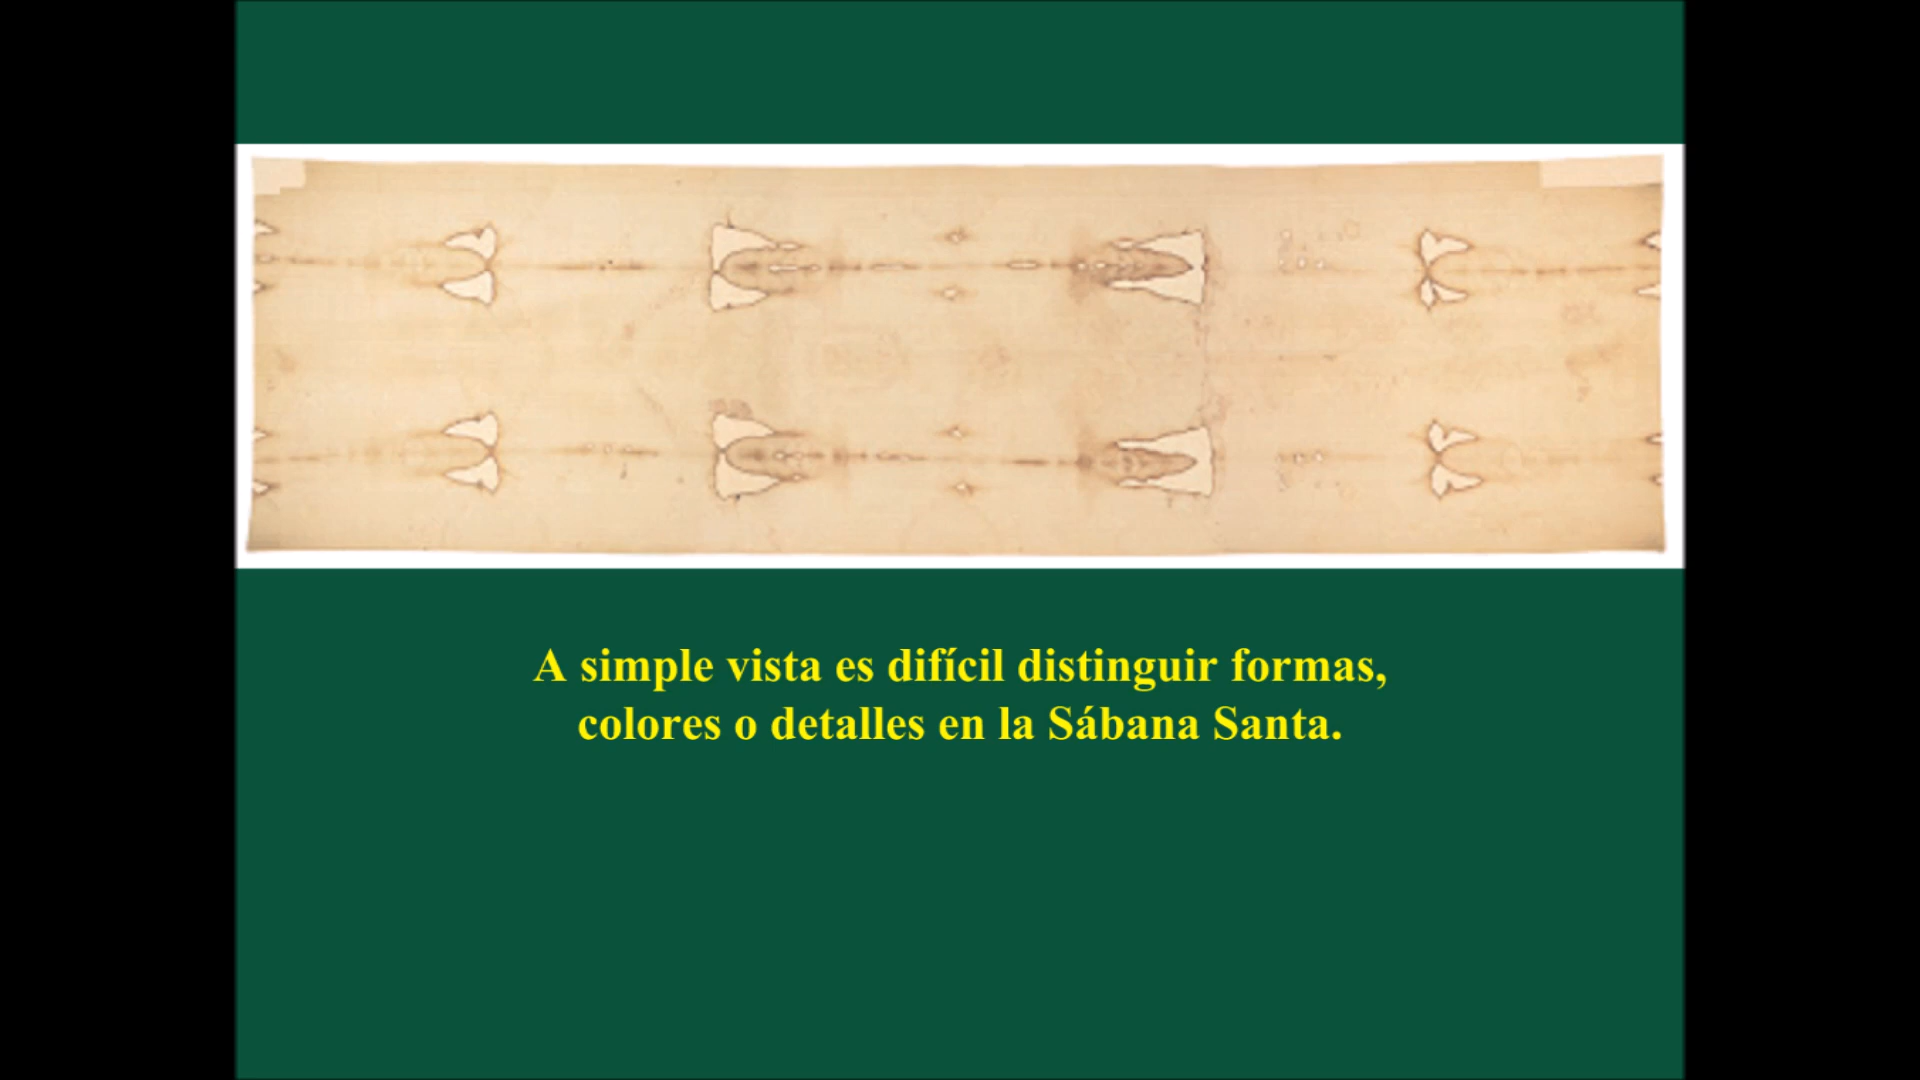 A simple vista es difícil distinguir formas,
colores o detalles en la Sábana Santa.